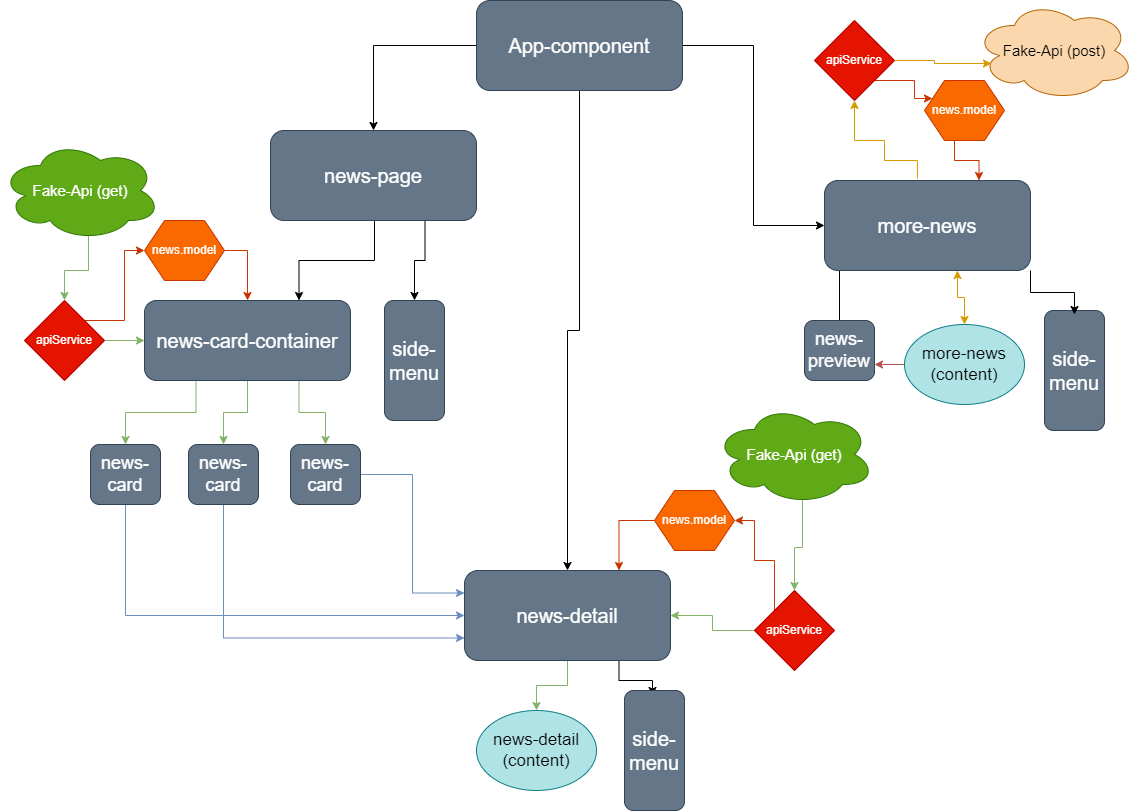 App-component
apiService
Fake-Api (post)
news.model
news-page
Fake-Api (get)
more-news
news.model
apiService
news-card-container
side-
menu
news-
preview
more-news
(content)
side-
menu
news-
card
news-
card
news-
card
Fake-Api (get)
news.model
news-detail
apiService
news-detail
(content)
side-
menu